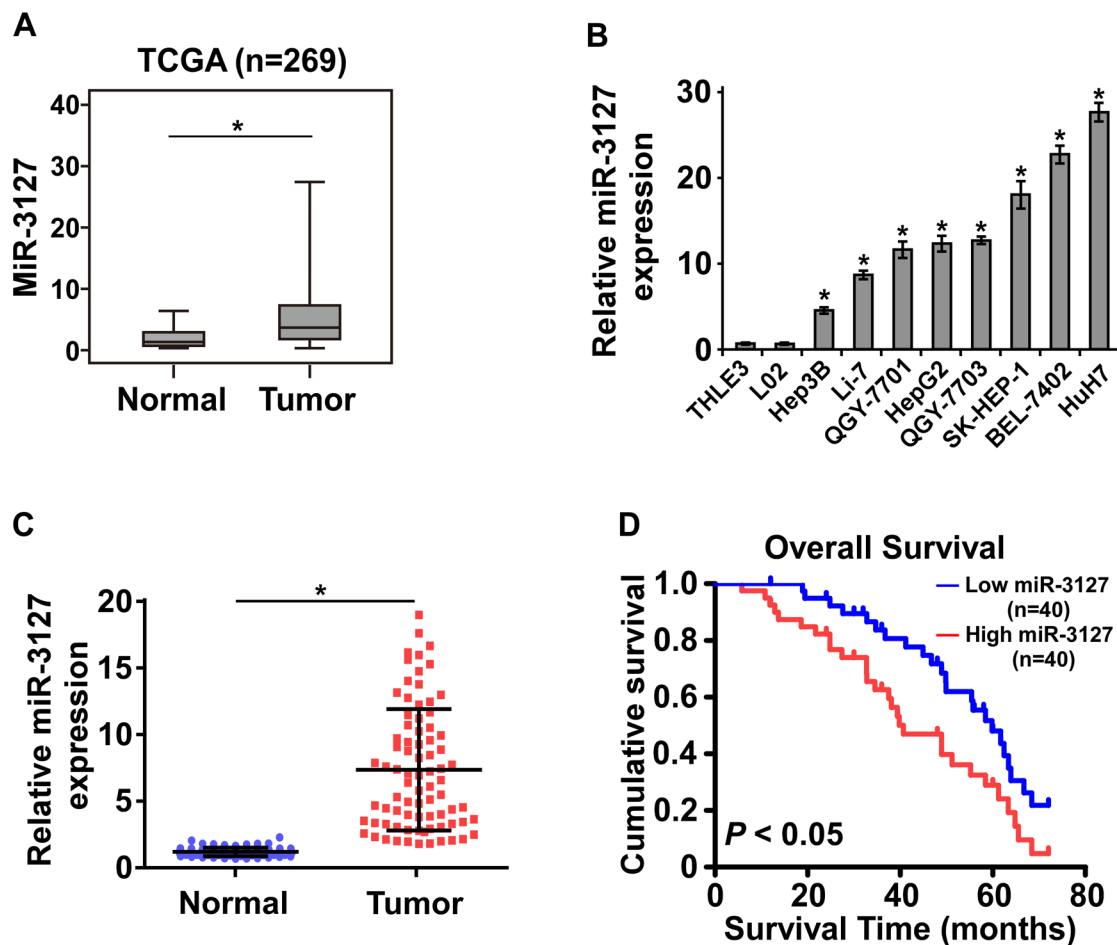 A
TCGA (n=269)
MiR-3127
40
30
20
10
0
*
Normal
Tumor
B
Relative miR-3127
expression
30
20
10
0
*
*
*
*
*
*
*
*
THLE3
L02
Hep3B
Li-7
QGY-7701
HepG2
QGY-7703
SK-HEP-1
BEL-7402
HuH7
C
Relative miR-3127
expression
20
15
10
5
0
*
Normal
Tumor
D
Overall Survival
Cumulative survival
1.0
0.8
0.6
0.4
0.2
0
Low miR-3127
(n=40)
High miR-3127
(n=40)
P < 0.05
0
20
40
60
80
Survival Time (months)